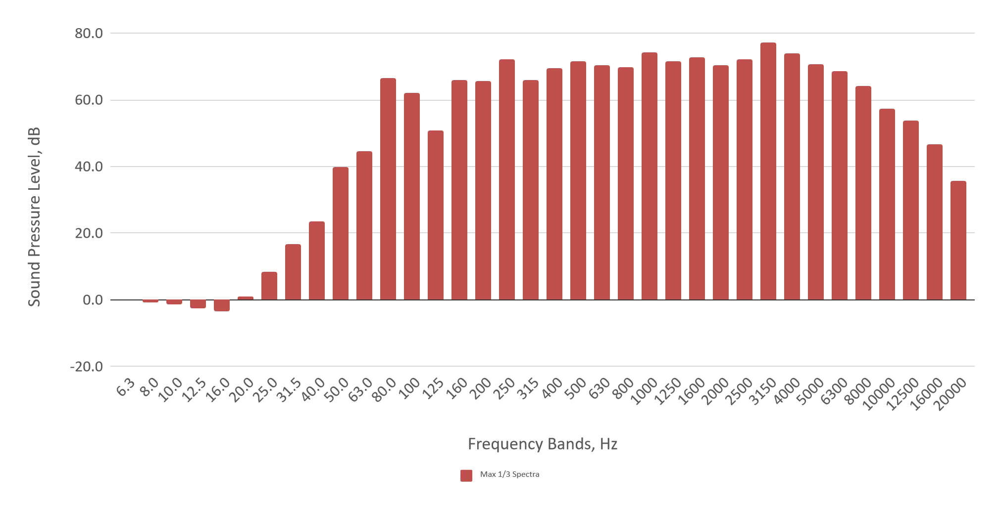 80.0
60.0
40.0
20.0
0.0
-20.0
Sound Pressure Level, dB
6.3 8.0 10.0 12.5 16.0 20.0 25.0 31.5 40.0 50.0 63.0 80.0 100 125 160 200 250 315 400 500 630 800 1000 1250 1600 2000 2500 3150 4000 5000 6300 8000 10000 12500 16000 20000
Frequency Bands, Hz
Max 1/3 Spectra